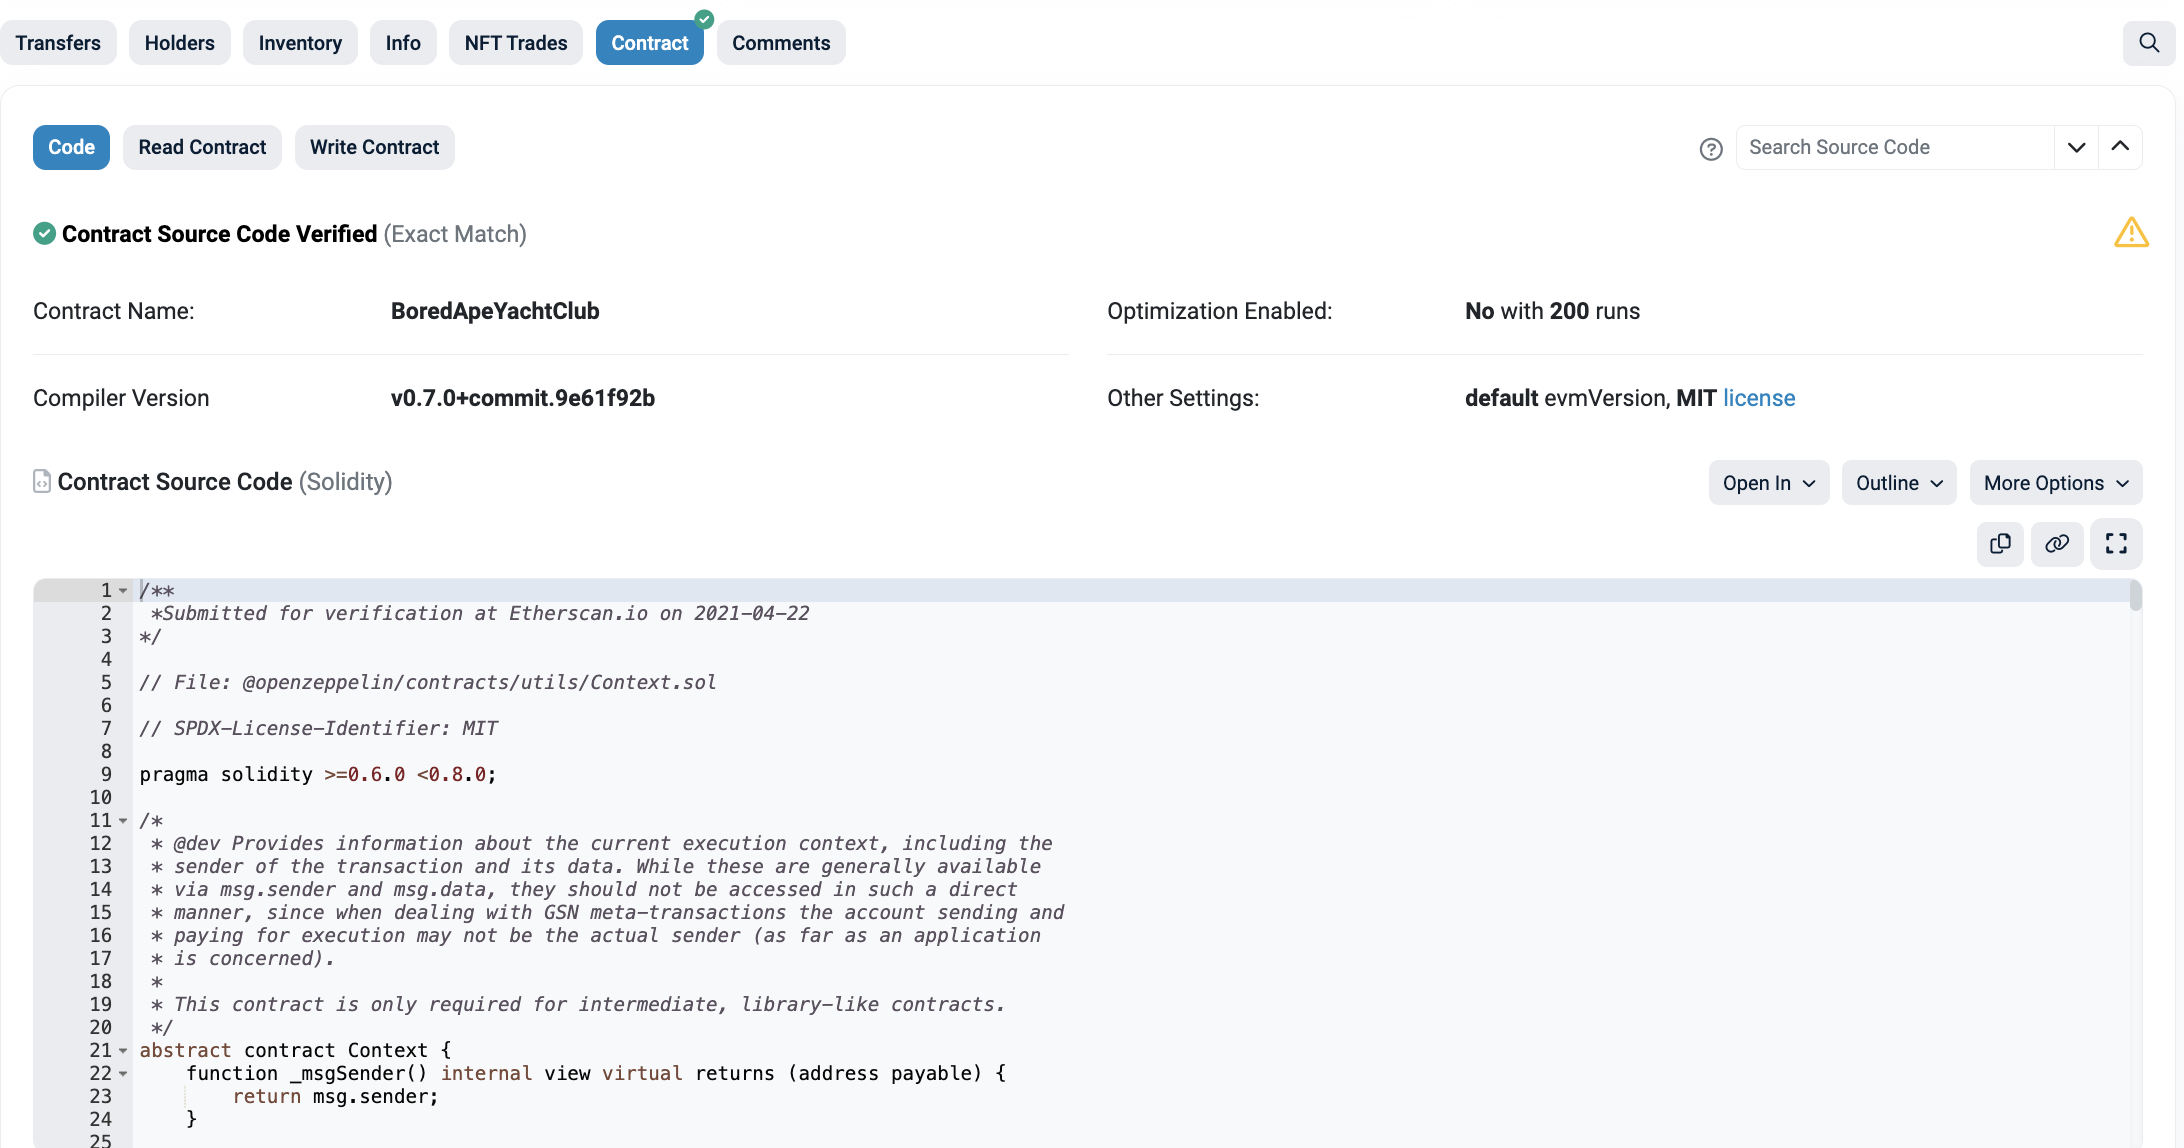 Transfers Holders Inventory Info NFT Trades Contract Comments
Code Read Contract Write Contract Search Source Code
Contract Source Code Verified (Exact Match)
Contract Name: BoredApeYachtClub Optimization Enabled: No with 200 runs
Compiler Version v0.7.0+commit.9e61f92b Other Settings: default evmVersion, MIT license
Contract Source Code (Solidity) Open In Outline More Options
1 /**
2 *Submitted for verification at Etherscan.io on 2021-04-22
3 */
4
5 // File: @openzeppelin/contracts/utils/Context.sol
6
7 // SPDX-License-Identifier: MIT
8
9 pragma solidity >=0.6.0 <0.8.0;
10
11 /*
12 * @dev Provides information about the current execution context, including the
13 * sender of the transaction and its data. While these are generally available
14 * via msg.sender and msg.data, they should not be accessed in such a direct
15 * manner, since when dealing with GSN meta-transactions the account sending and
16 * paying for execution may not be the actual sender (as far as an application
17 * is concerned).
18 *
19 * This contract is only required for intermediate, library-like contracts.
20 */
21 abstract contract Context {
22 function _msgSender() internal view virtual returns (address payable) {
23 return msg.sender;
24 }
25